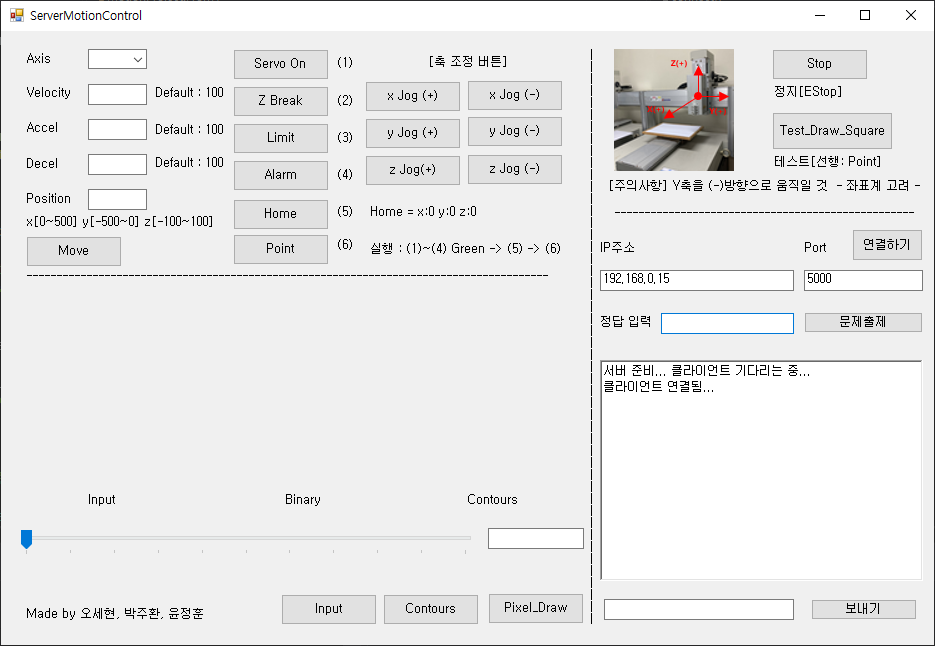 ServerMotionControl
Axis
Velocity
Default : 100
Accel
Default : 100
Decel
Default : 100
Position
x[0~500] y[-500~0] z[-100~100]
Move
Servo On
(1)
Z Break
(2)
Limit
(3)
Alarm
(4)
Home
(5)
Point
(6)
[축 조정 버튼]
x Jog (+)
x Jog (-)
y Jog (+)
y Jog (-)
z Jog(+)
z Jog (-)
Home = x:0 y:0 z:0
실행 : (1)~(4) Green -> (5) -> (6)
Input
Binary
Contours
Made by 오세현, 박주환, 윤정훈
Input
Contours
Pixel_Draw
Z(+)
Stop
정지[EStop]
Test_Draw_Square
테스트[선행: Point]
[주의사항] Y축을 (-)방향으로 움직일 것 - 좌표계 고려 -
IP주소
Port
연결하기
192,168,0,15
5000
정답 입력
문제출제
서버 준비... 클라이언트 기다리는 중...
클라이언트 연결됨...
보내기